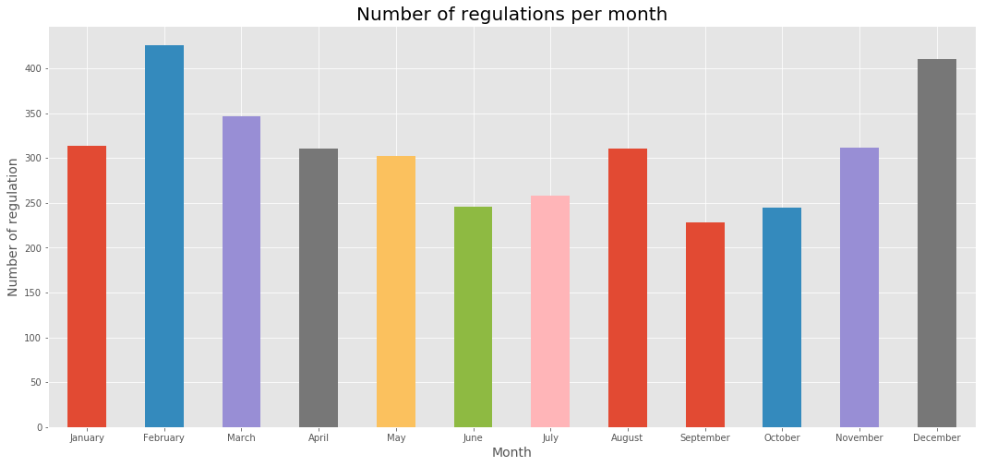 Number of regulations per month
Number of regulation
400
350
300
250
200
150
100
50
0
January February March April May June July August September October November December
Month